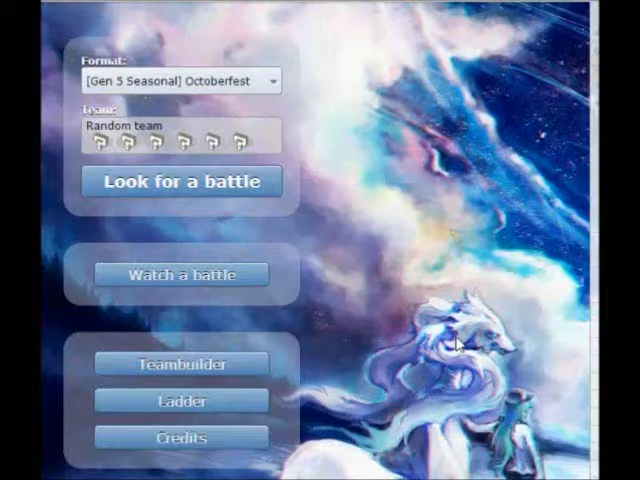 Format:
[Gen 5 Seasonal] Octoberfest
Team:
Random team
Look for a battle
Watch a battle
Teambuilder
Ladder
Credits